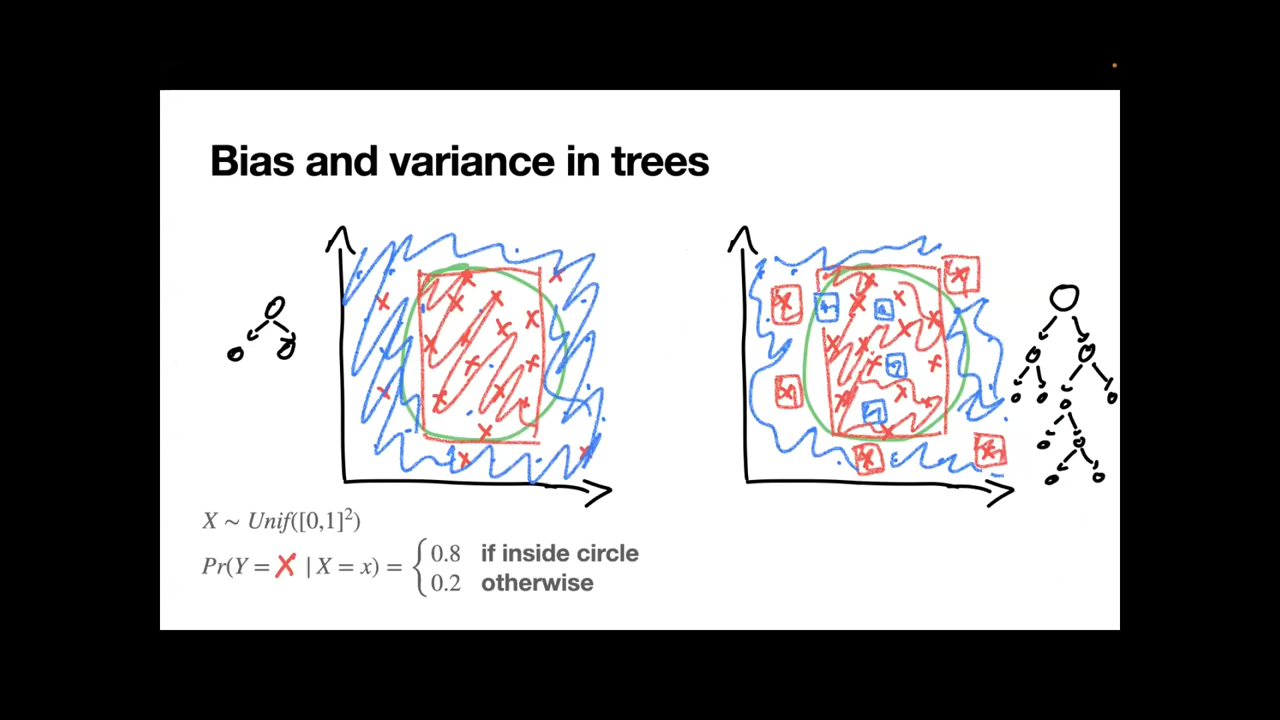 Bias and variance in trees
X ~ Unif([0,1]²)
Pr(Y = X | X = x) = { 0.8 if inside circle
0.2 otherwise